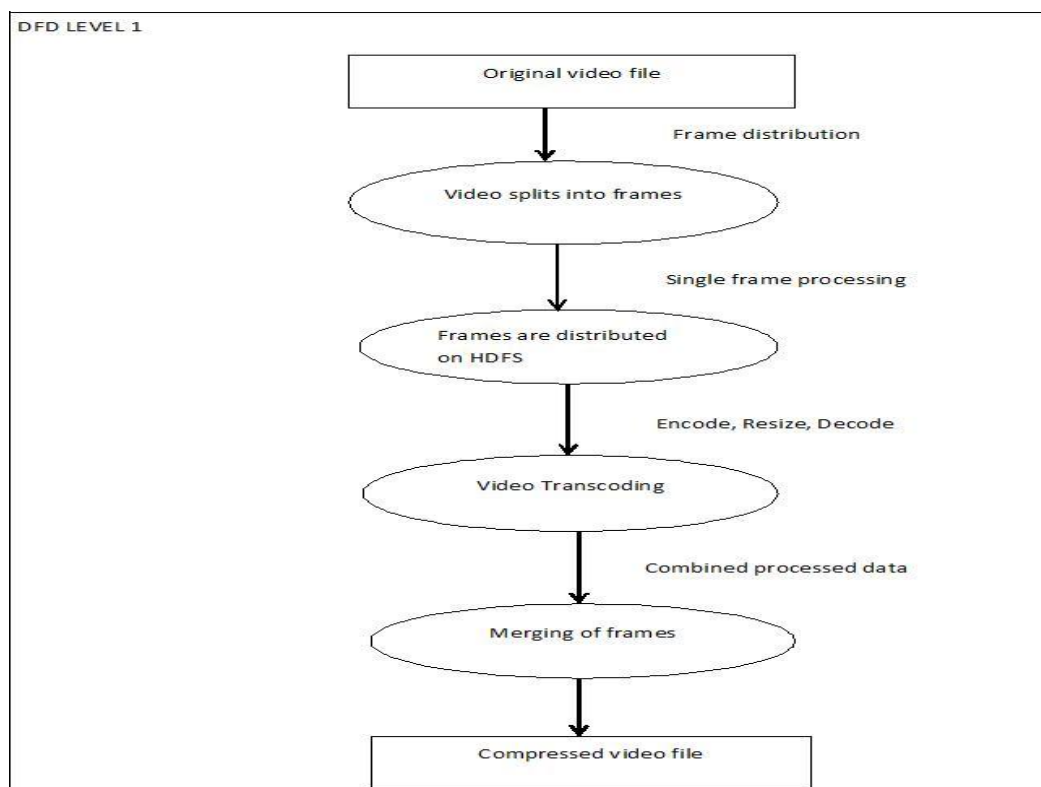 DFD LEVEL 1
Original video file
Frame distribution
Video splits into frames
Single frame processing
Frames are distributed
on HDFS
Encode, Resize, Decode
Video Transcoding
Combined processed data
Merging of frames
Compressed video file